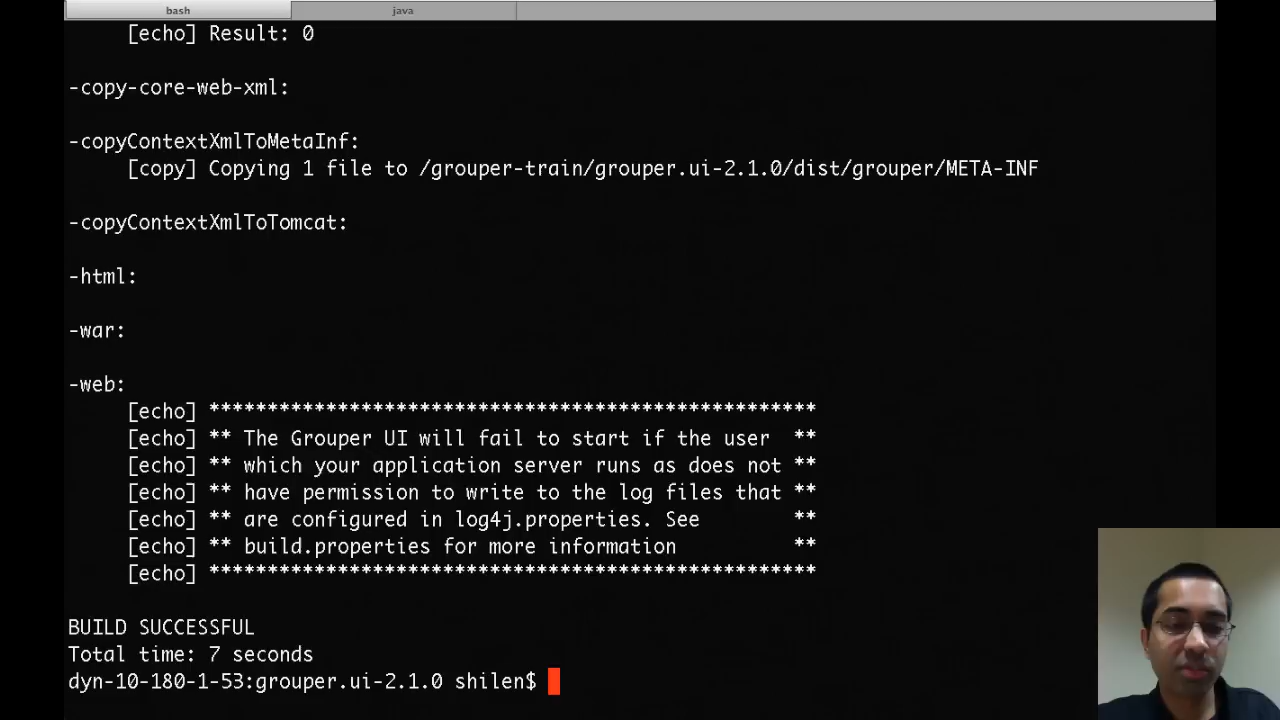 bash java
[echo] Result: 0
-copy-core-web-xml:
-copyContextXmlToMetaInf:
[copy] Copying 1 file to /grouper-train/grouper.ui-2.1.0/dist/grouper/META-INF
-copyContextXmlToTomcat:
-html:
-war:
-web:
[echo] ****************************************************
[echo] ** The Grouper UI will fail to start if the user  **
[echo] ** which your application server runs as does not **
[echo] ** have permission to write to the log files that **
[echo] ** are configured in log4j.properties. See        **
[echo] ** build.properties for more information          **
[echo] ****************************************************
BUILD SUCCESSFUL
Total time: 7 seconds
dyn-10-180-1-53:grouper.ui-2.1.0 shilen$